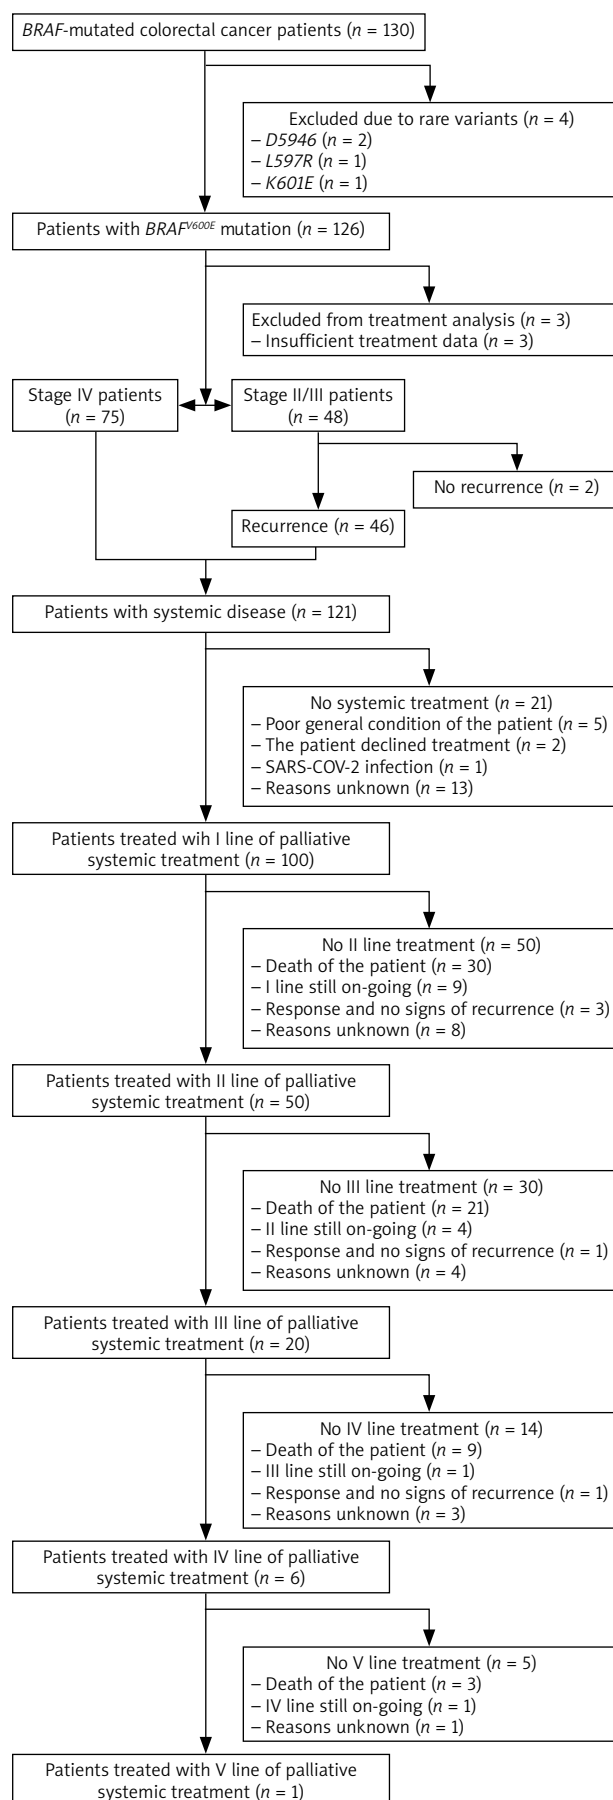 BRAF-mutated colorectal cancer patients (n = 130)
Excluded due to rare variants (n = 4)
– D5946 (n = 2)
– L597R (n = 1)
– K601E (n = 1)
Patients with BRAFV600E mutation (n = 126)
Excluded from treatment analysis (n = 3)
– Insufficient treatment data (n = 3)
Stage IV patients
(n = 75)
Stage II/III patients
(n = 48)
No recurrence (n = 2)
Recurrence (n = 46)
Patients with systemic disease (n = 121)
No systemic treatment (n = 21)
– Poor general condition of the patient (n = 5)
– The patient declined treatment (n = 2)
– SARS-COV-2 infection (n = 1)
– Reasons unknown (n = 13)
Patients treated wih I line of palliative
systemic treatment (n = 100)
No II line treatment (n = 50)
– Death of the patient (n = 30)
– I line still on-going (n = 9)
– Response and no signs of recurrence (n = 3)
– Reasons unknown (n = 8)
Patients treated with II line of palliative
systemic treatment (n = 50)
No III line treatment (n = 30)
– Death of the patient (n = 21)
– II line still on-going (n = 4)
– Response and no signs of recurrence (n = 1)
– Reasons unknown (n = 4)
Patients treated with III line of palliative
systemic treatment (n = 20)
No IV line treatment (n = 14)
– Death of the patient (n = 9)
– III line still on-going (n = 1)
– Response and no signs of recurrence (n = 1)
– Reasons unknown (n = 3)
Patients treated with IV line of palliative
systemic treatment (n = 6)
No V line treatment (n = 5)
– Death of the patient (n = 3)
– IV line still on-going (n = 1)
– Reasons unknown (n = 1)
Patients treated with V line of palliative
systemic treatment (n = 1)